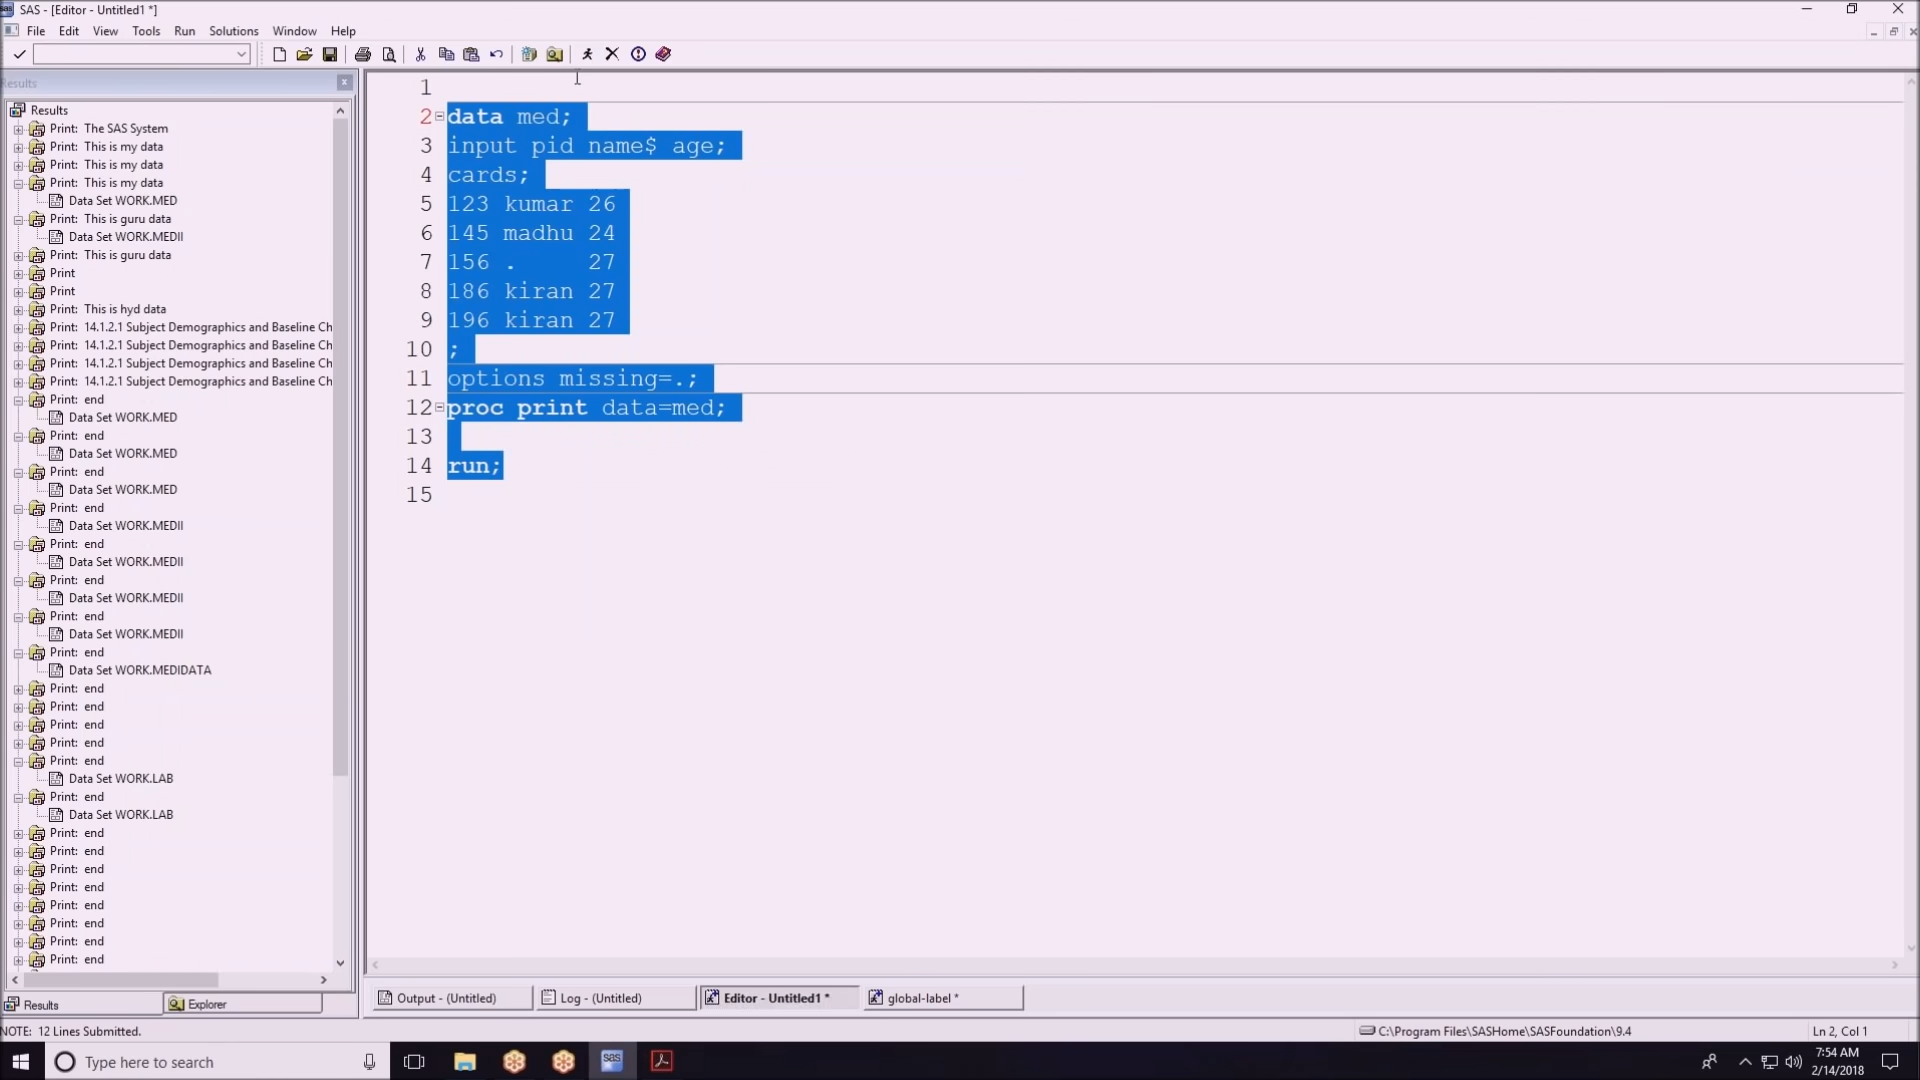 SAS - [Editor - Untitled1 *]
File Edit View Tools Run Solutions Window Help
Results
Results
Print: The SAS System
Print: This is my data
Print: This is my data
Print: This is my data
Data Set WORK.MED
Print: This is guru data
Data Set WORK.MEDII
Print: This is guru data
Print
Print
Print: This is hyd data
Print: 14.1.2.1 Subject Demographics and Baseline Ch
Print: 14.1.2.1 Subject Demographics and Baseline Ch
Print: 14.1.2.1 Subject Demographics and Baseline Ch
Print: 14.1.2.1 Subject Demographics and Baseline Ch
Print: end
Data Set WORK.MED
Print: end
Data Set WORK.MED
Print: end
Data Set WORK.MED
Print: end
Data Set WORK.MEDII
Print: end
Data Set WORK.MEDII
Print: end
Data Set WORK.MEDII
Print: end
Data Set WORK.MEDII
Print: end
Data Set WORK.MEDIDATA
Print: end
Print: end
Print: end
Print: end
Print: end
Data Set WORK.LAB
Print: end
Data Set WORK.LAB
Print: end
Print: end
Print: end
Print: end
Print: end
Print: end
Print: end
Print: end
Results Explorer
1
2 data med;
3 input pid name$ age;
4 cards;
5 123 kumar 26
6 145 madhu 24
7 156 . 27
8 186 kiran 27
9 196 kiran 27
10 ;
11 options missing=.;
12 proc print data=med;
13
14 run;
15
Output - (Untitled) Log - (Untitled) Editor - Untitled1 * global-label *
NOTE: 12 Lines Submitted. C:\Program Files\SASHome\SASFoundation\9.4 Ln 2, Col 1
Type here to search
sas
7:54 AM
2/14/2018